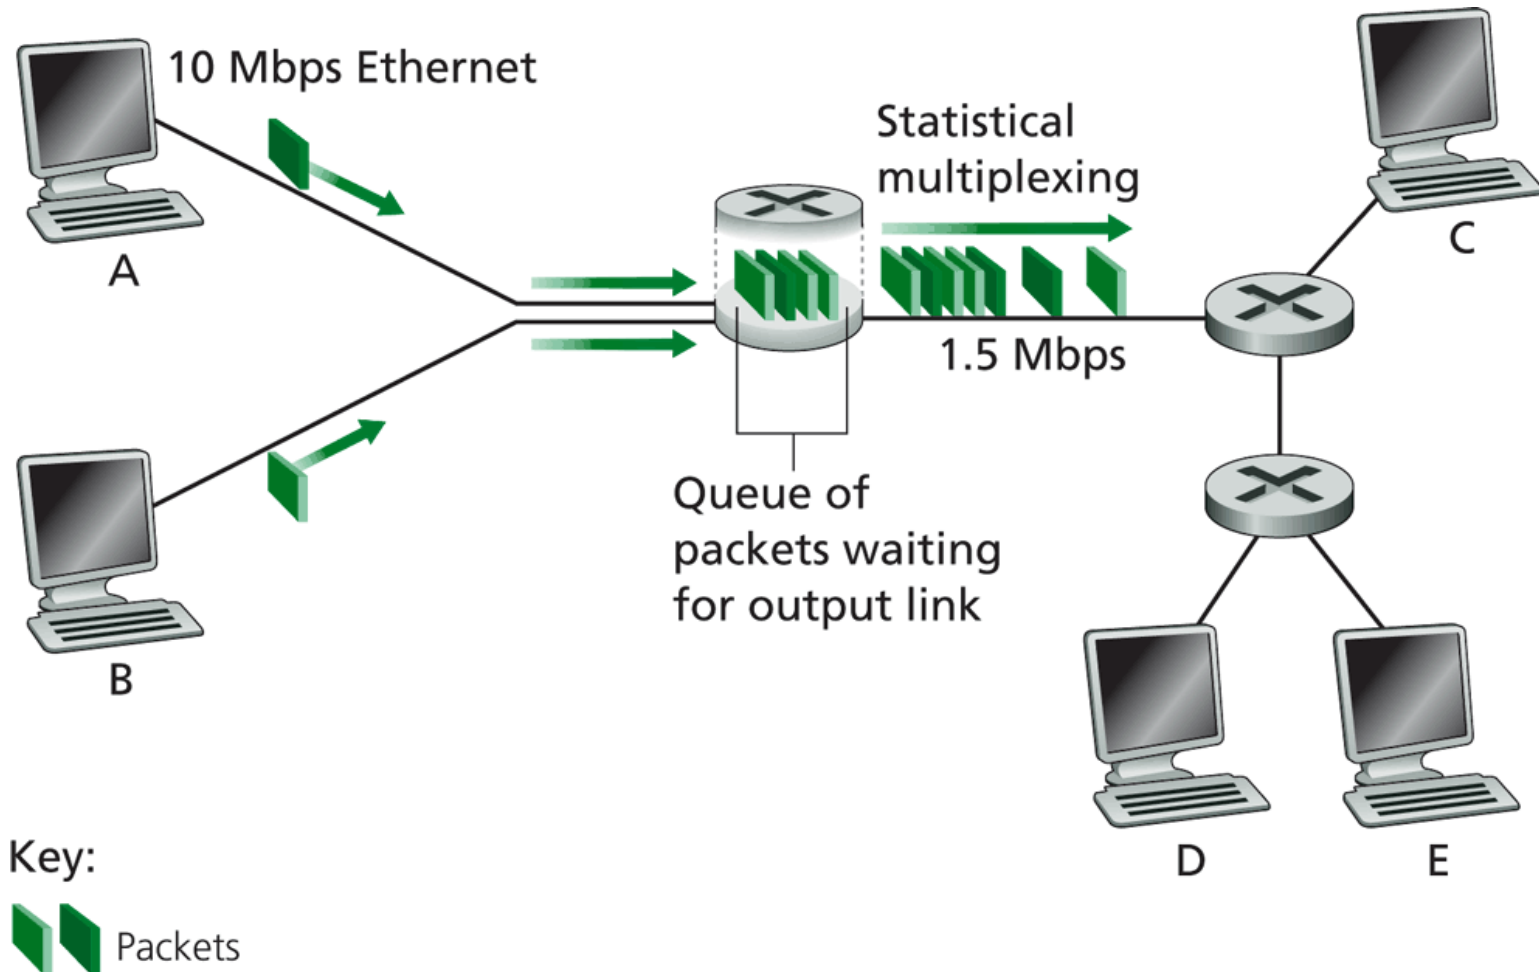 10 Mbps Ethernet
A
Statistical
multiplexing
C
1.5 Mbps
Queue of
packets waiting
for output link
B
D
E
Key:
Packets